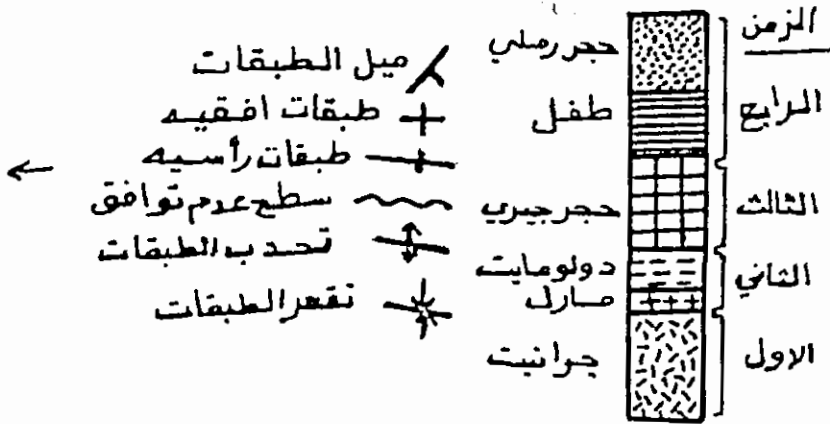 الزمن
الرابع
الثالث
الثاني
الاول
حجر رملي
طفل
حجر جيري
دولومايت
مارل
جرانيت
ميل الطبقات
طبقات افقيه
طبقات رأسيه
سطح عدم توافق
تحدب الطبقات
تقعر الطبقات